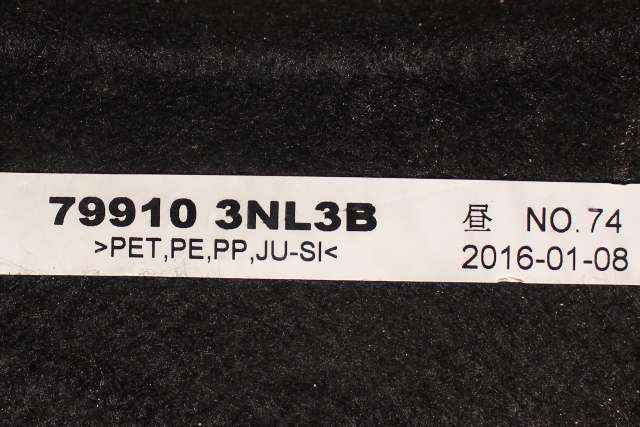 79910 3NL3B 昼 NO.74
>PET,PE,PP,JU-SI< 2016-01-08